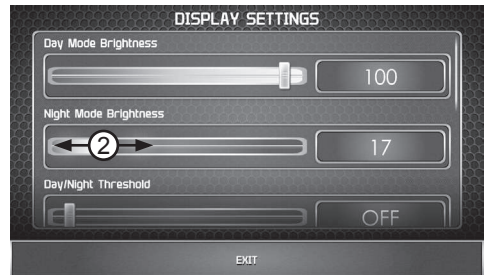 DISPLAY SETTINGS
Day Mode Brightness
100
Night Mode Brightness
2
17
Day/Night Threshold
OFF
EXIT